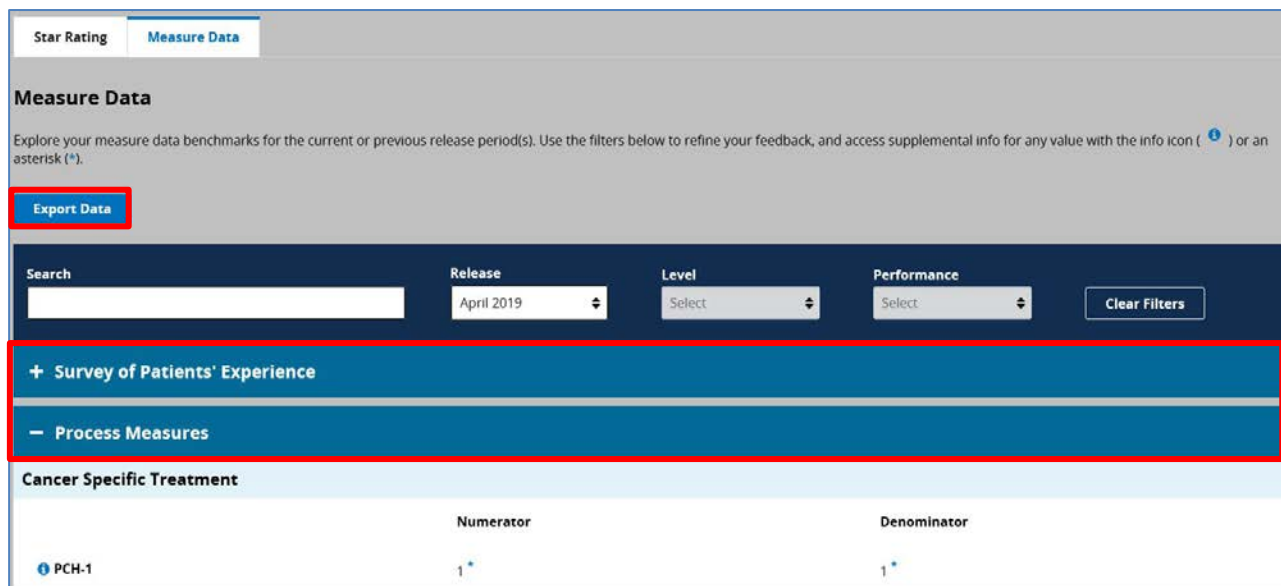 Star Rating Measure Data
Measure Data
Explore your measure data benchmarks for the current or previous release period(s). Use the filters below to refine your feedback, and access supplemental info for any value with the info icon ( ) or an
asterisk (*).
Export Data
Search Release Level Performance
April 2019 Select Select Clear Filters
+ Survey of Patients' Experience
− Process Measures
Cancer Specific Treatment
Numerator Denominator
PCH-1 1 * 1 *